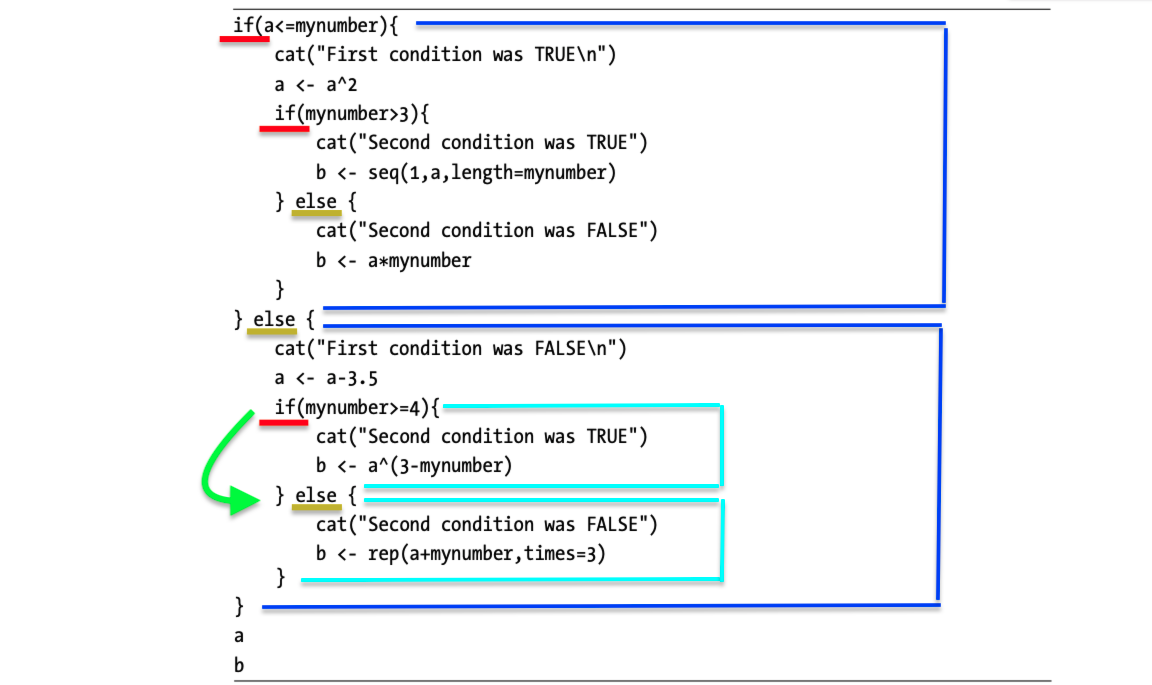 if(a<=mynumber){
cat("First condition was TRUE\n")
a <- a^2
if(mynumber>3){
cat("Second condition was TRUE")
b <- seq(1,a,length=mynumber)
} else {
cat("Second condition was FALSE")
b <- a*mynumber
}
} else {
cat("First condition was FALSE\n")
a <- a-3.5
if(mynumber>=4){
cat("Second condition was TRUE")
b <- a^(3-mynumber)
} else {
cat("Second condition was FALSE")
b <- rep(a+mynumber,times=3)
}
}
a
b